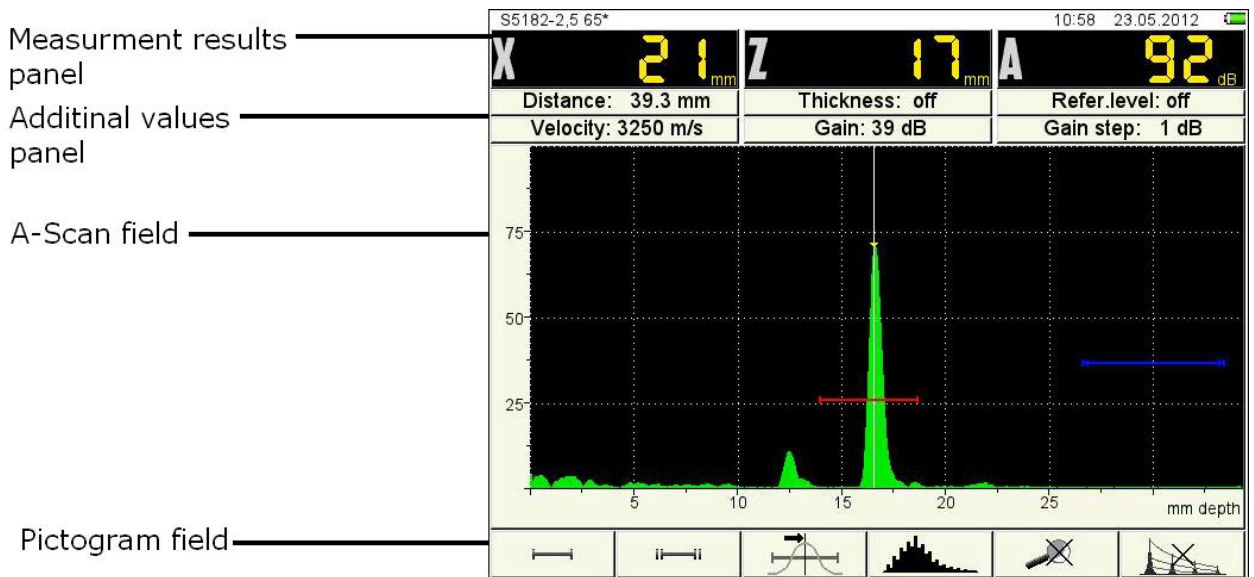 S5182-2,5 65* 10:58 23.05.2012
Measurment results
panel
X 21 mm Z 17 mm A 92 dB
Additinal values
panel
Distance: 39.3 mm Thickness: off Refer.level: off
Velocity: 3250 m/s Gain: 39 dB Gain step: 1 dB
A-Scan field
75
50
25
5 10 15 20 25 mm depth
Pictogram field